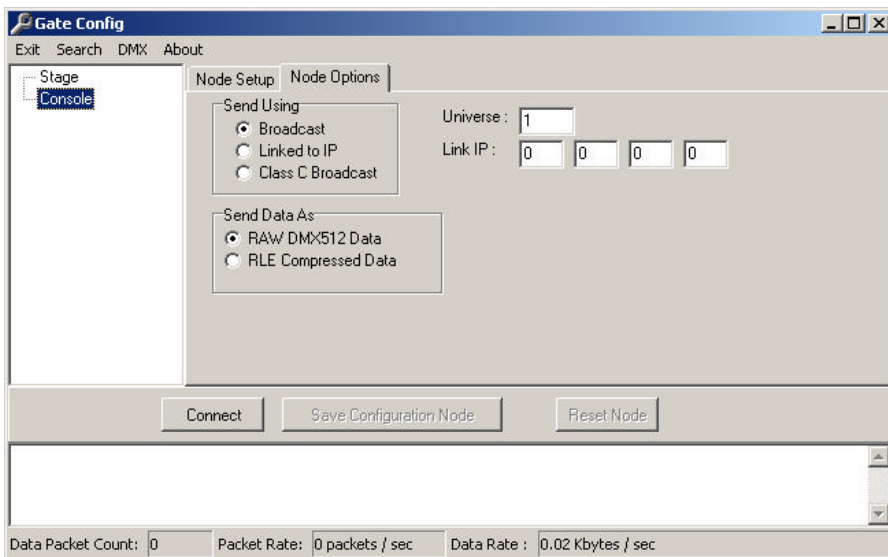 Gate Config
Exit Search DMX About
Stage
Console
Node Setup Node Options
Send Using
Broadcast
Linked to IP
Class C Broadcast
Universe : 1
Link IP : 0 0 0 0
Send Data As
RAW DMX512 Data
RLE Compressed Data
Connect Save Configuration Node Reset Node
Data Packet Count: 0 Packet Rate: 0 packets / sec Data Rate : 0.02 Kbytes / sec